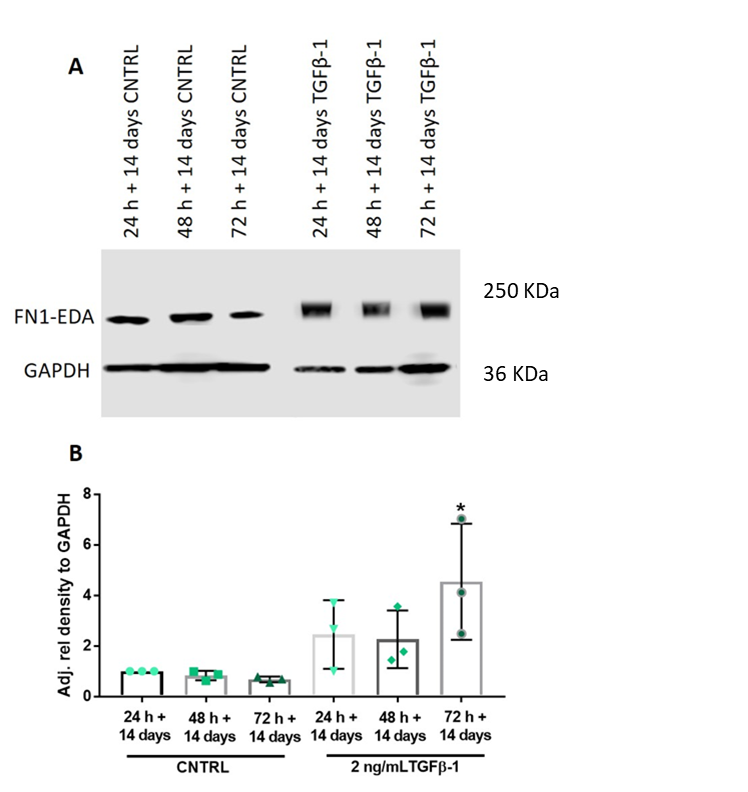 A
24 h + 14 days CNTRL
48 h + 14 days CNTRL
72 h + 14 days CNTRL
24 h + 14 days TGFβ-1
48 h + 14 days TGFβ-1
72 h + 14 days TGFβ-1
250 KDa
FN1-EDA
GAPDH
36 KDa
B
Adj. rel density to GAPDH
8
6
4
2
0
*
24 h +
14 days
48 h +
14 days
72 h +
14 days
24 h +
14 days
48 h +
14 days
72 h +
14 days
CNTRL
2 ng/mLTGFβ-1